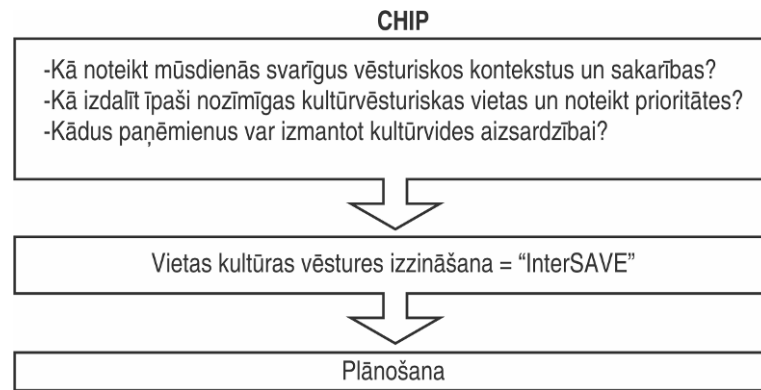 CHIP
-Kā noteikt mūsdienās svarīgus vēsturiskos kontekstus un sakarības?
-Kā izdalīt īpaši nozīmīgas kultūrvēsturiskas vietas un noteikt prioritātes?
-Kādus paņēmienus var izmantot kultūrvides aizsardzībai?
Vietas kultūras vēstures izzināšana = “InterSAVE”
Plānošana